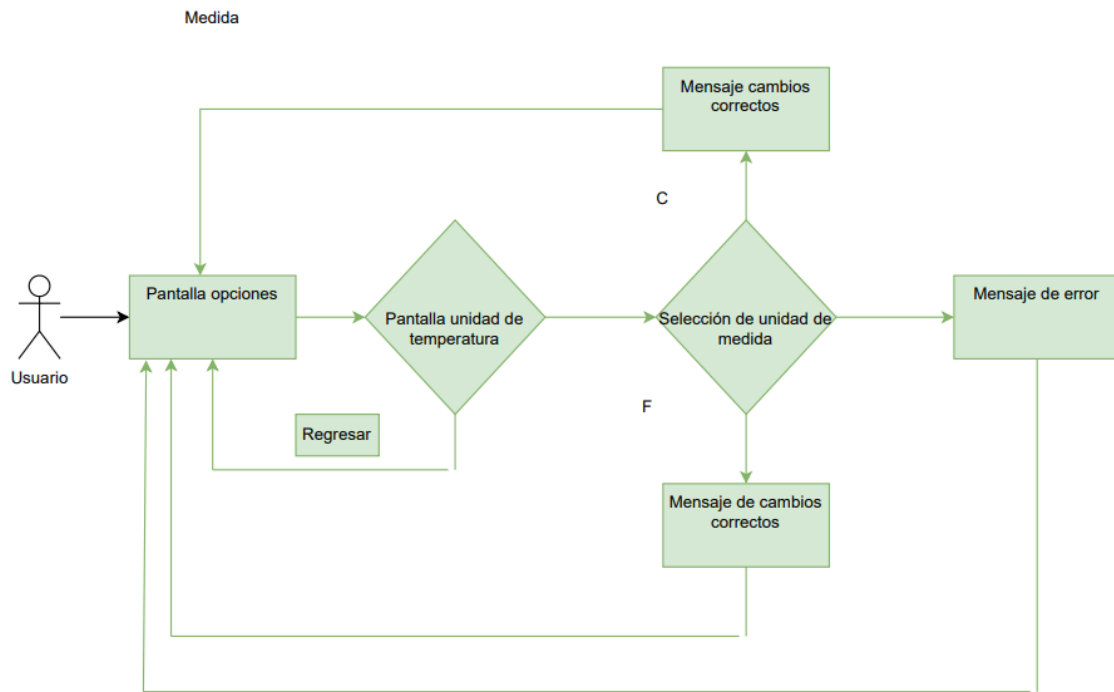 Medida
Mensaje cambios
correctos
C
Pantalla opciones
Pantalla unidad de
temperatura
Selección de unidad de
medida
Mensaje de error
Usuario
F
Regresar
Mensaje de cambios
correctos